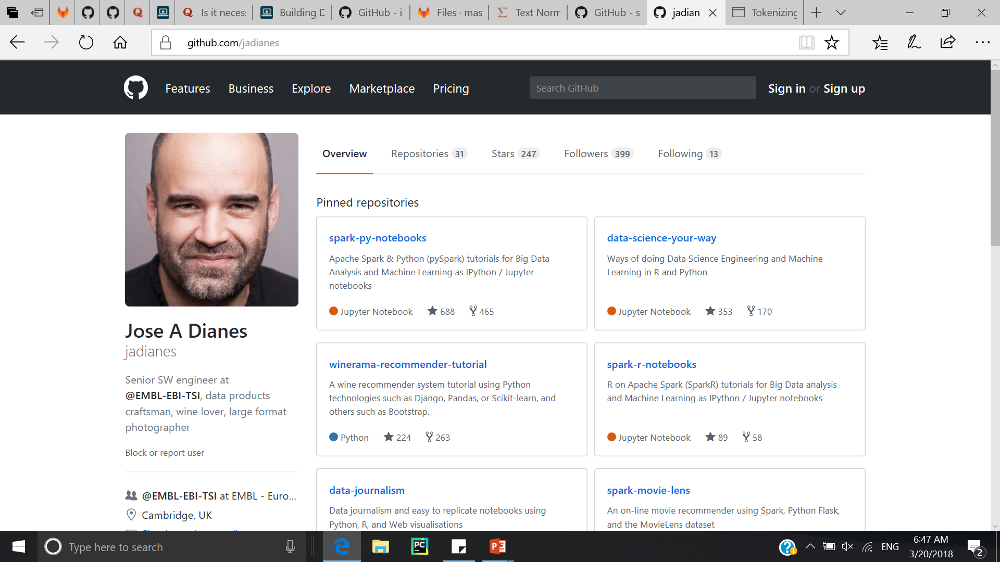 Is it neces
Building D
GitHub - i
Files · mas
Text Norm
GitHub - s
jadian
Tokenizing
github.com/jadianes
Features Business Explore Marketplace Pricing
Search GitHub
Sign in or Sign up
Overview Repositories 31 Stars 247 Followers 399 Following 13
Jose A Dianes
jadianes
Senior SW engineer at
@EMBL-EBI-TSI, data products
craftsman, wine lover, large format
photographer
Block or report user
@EMBL-EBI-TSI at EMBL - Euro...
Cambridge, UK
Pinned repositories
spark-py-notebooks
Apache Spark & Python (pySpark) tutorials for Big Data
Analysis and Machine Learning as IPython / Jupyter
notebooks
Jupyter Notebook 688 465
data-science-your-way
Ways of doing Data Science Engineering and Machine
Learning in R and Python
Jupyter Notebook 353 170
winerama-recommender-tutorial
A wine recommender system tutorial using Python
technologies such as Django, Pandas, or Scikit-learn, and
others such as Bootstrap.
Python 224 263
spark-r-notebooks
R on Apache Spark (SparkR) tutorials for Big Data analysis
and Machine Learning as IPython / Jupyter notebooks
Jupyter Notebook 89 58
data-journalism
Data journalism and easy to replicate notebooks using
Python, R, and Web visualisations
spark-movie-lens
An on-line movie recommender using Spark, Python Flask,
and the MovieLens dataset
Type here to search
PC
P
ENG
6:47 AM
3/20/2018
2